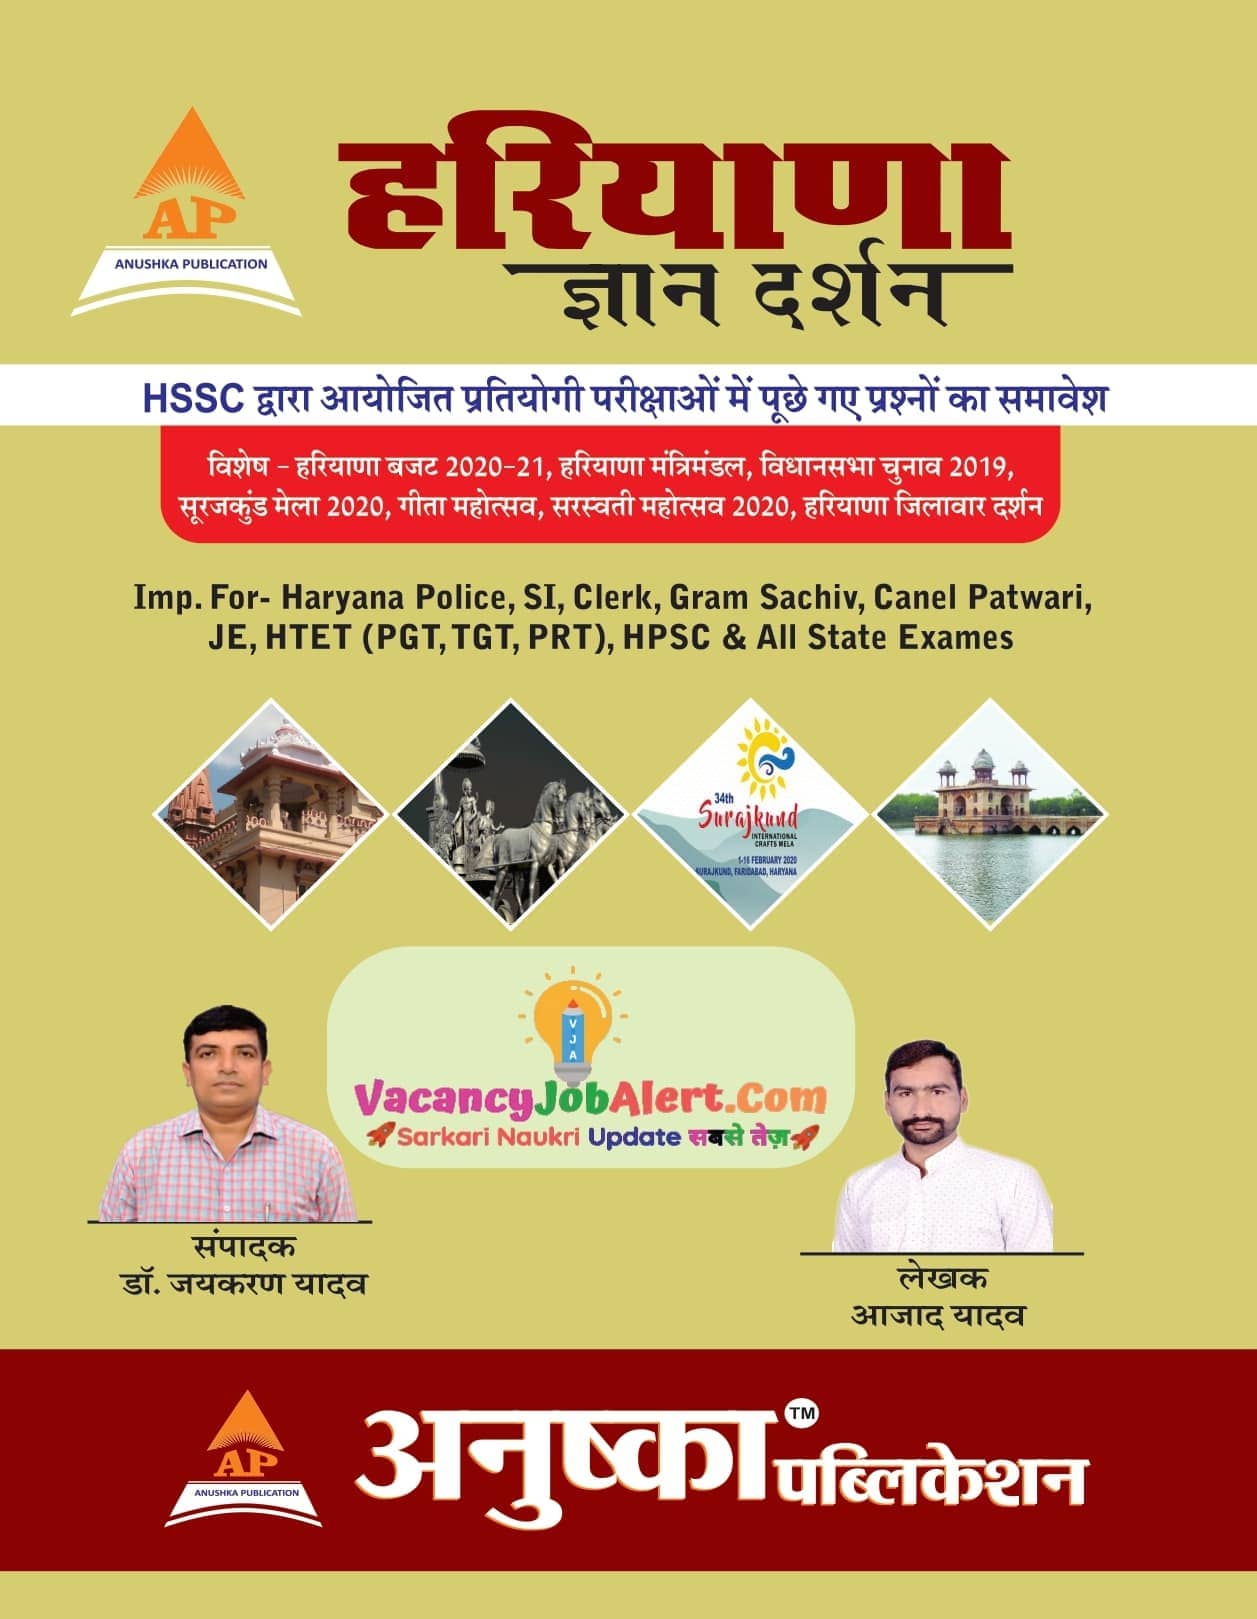 AP
ANUSHKA PUBLICATION
हरियाणा
ज्ञान दर्शन
HSSC द्वारा आयोजित प्रतियोगी परीक्षाओं में पूछे गए प्रश्नों का समावेश
विशेष - हरियाणा बजट 2020-21, हरियाणा मंत्रिमंडल, विधानसभा चुनाव 2019,
सूरजकुंड मेला 2020, गीता महोत्सव, सरस्वती महोत्सव 2020, हरियाणा जिलावार दर्शन
Imp. For- Haryana Police, SI, Clerk, Gram Sachiv, Canel Patwari,
JE, HTET (PGT, TGT, PRT), HPSC & All State Exames
34th
Surajkund
INTERNATIONAL
CRAFTS MELA
1-16 FEBRUARY 2020
SURAJKUND, FARIDABAD, HARYANA
V
J
A
VacancyJobAlert.Com
Sarkari Naukri Update सबसे तेज़
संपादक
डॉ. जयकरण यादव
लेखक
आजाद यादव
AP
ANUSHKA PUBLICATION
अनुष्का TM
पब्लिकेशन